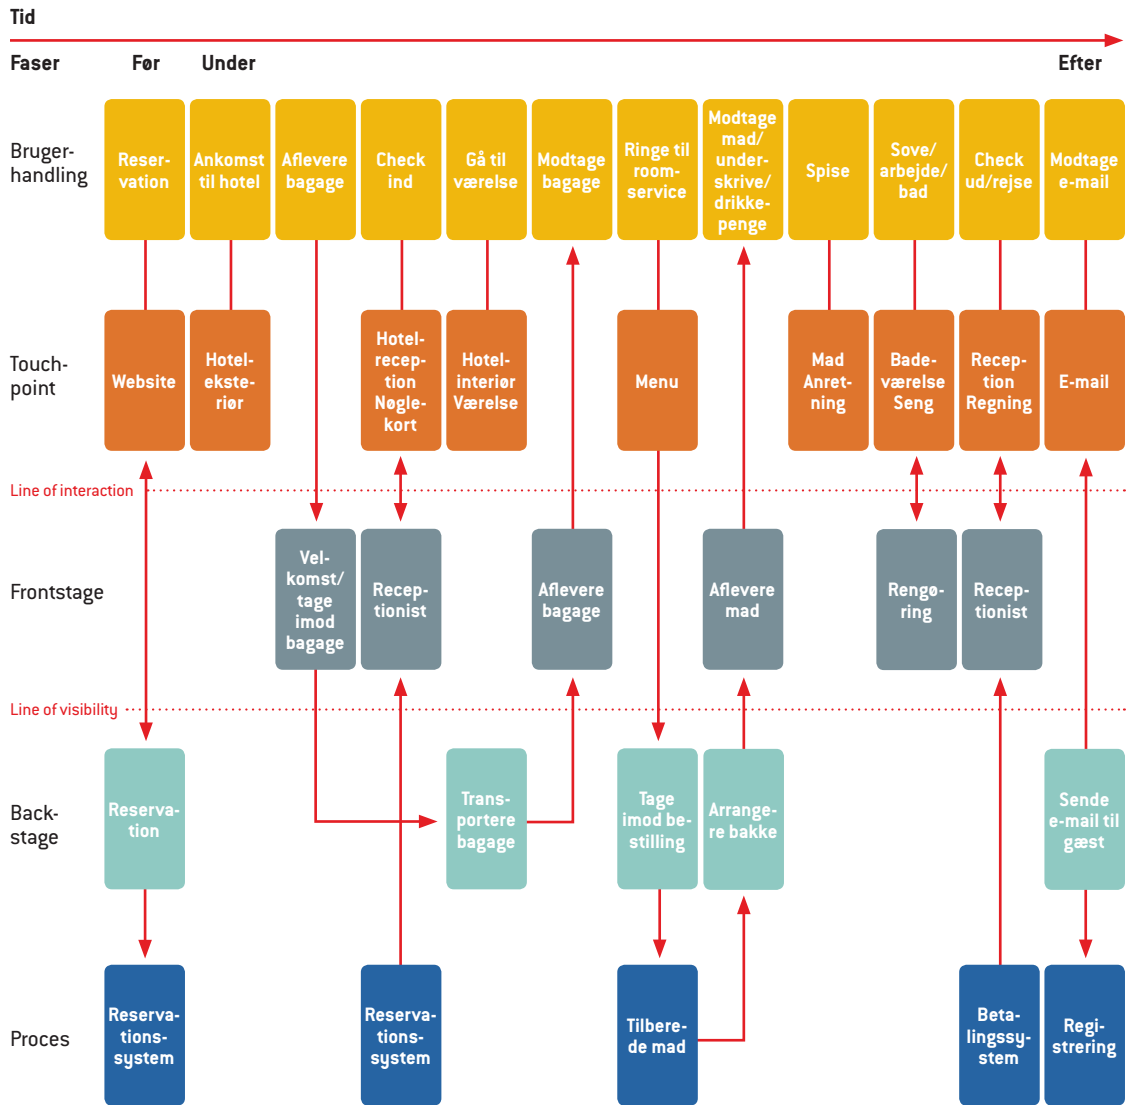 Tid
Faser
Før
Under
Efter
Bruger-
handling
Reser-
vation
Ankomst
til hotel
Aflevere
bagage
Check
ind
Gå til
værelse
Modtage
bagage
Ringe til
room-
service
Modtage
mad/
under-
skrive/
drikke-
penge
Spise
Sove/
arbejde/
bad
Check
ud/rejse
Modtage
e-mail
Touch-
point
Website
Hotel-
ekste-
riør
Hotel-
recep-
tion
Nøgle-
kort
Hotel-
interiør
Værelse
Menu
Mad
Anret-
ning
Bade-
værelse
Seng
Recep-
tion
Regning
E-mail
Line of interaction
Frontstage
Vel-
komst/
tage
imod
bagage
Recep-
tionist
Aflevere
bagage
Aflevere
mad
Rengø-
ring
Recep-
tionist
Line of visibility
Back-
stage
Reserva-
tion
Trans-
portere
bagage
Tage
imod be-
stilling
Arrange-
re bakke
Sende
e-mail til
gæst
Proces
Reserva-
tions-
system
Reserva-
tions-
system
Tilbere-
de mad
Beta-
lingssy-
stem
Regi-
strering